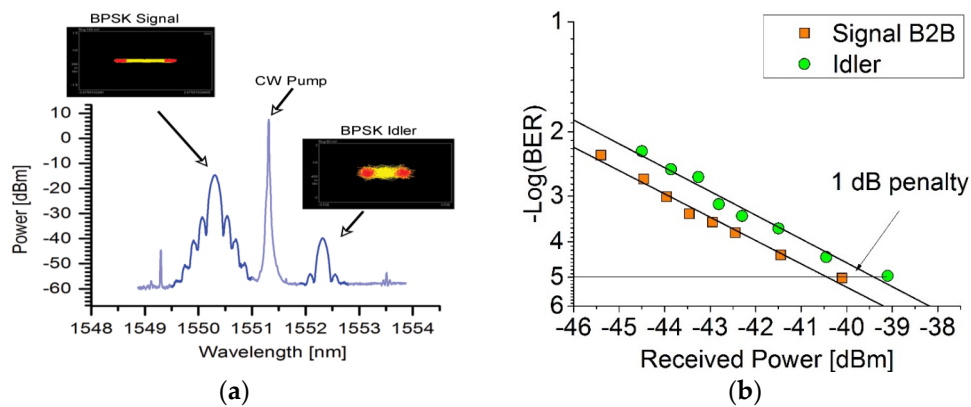 BPSK Signal
CW Pump
BPSK Idler
10
0
-10
-20
-30
-40
-50
-60
Power [dBm]
1548 1549 1550 1551 1552 1553 1554
Wavelength [nm]
(a)
Signal B2B
Idler
1 dB penalty
-1
2
3
4
5
6
-Log(BER)
-46 -45 -44 -43 -42 -41 -40 -39 -38
Received Power [dBm]
(b)